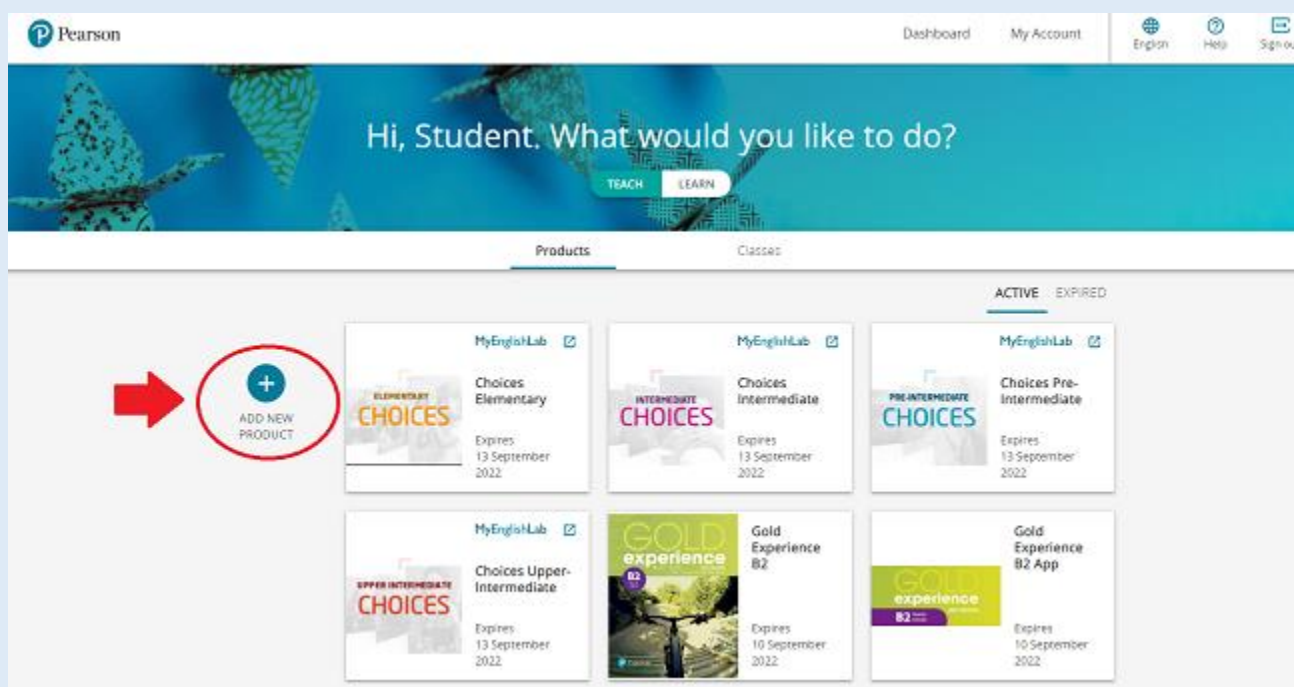 Pearson
Dashboard
My Account
English
Help
Hi, Student. What would you like to do?
TEACH
LEARN
Products
Classes
ACTIVE
EXPIRED
ADD NEW
PRODUCT
MyEnglishLab
ELEMENTARY
CHOICES
Choices
Elementary
Expires
13 September
2022
MyEnglishLab
INTERMEDIATE
CHOICES
Choices
Intermediate
Expires
13 September
2022
MyEnglishLab
PRE-INTERMEDIATE
CHOICES
Choices Pre-
Intermediate
Expires
13 September
2022
MyEnglishLab
UPPER INTERMEDIATE
CHOICES
Choices Upper-
Intermediate
Expires
13 September
2022
GOLD
experience
B2
Gold
Experience
B2
Expires
10 September
2022
GOLD
experience
B2
Gold
Experience
B2 App
Expires
10 September
2022